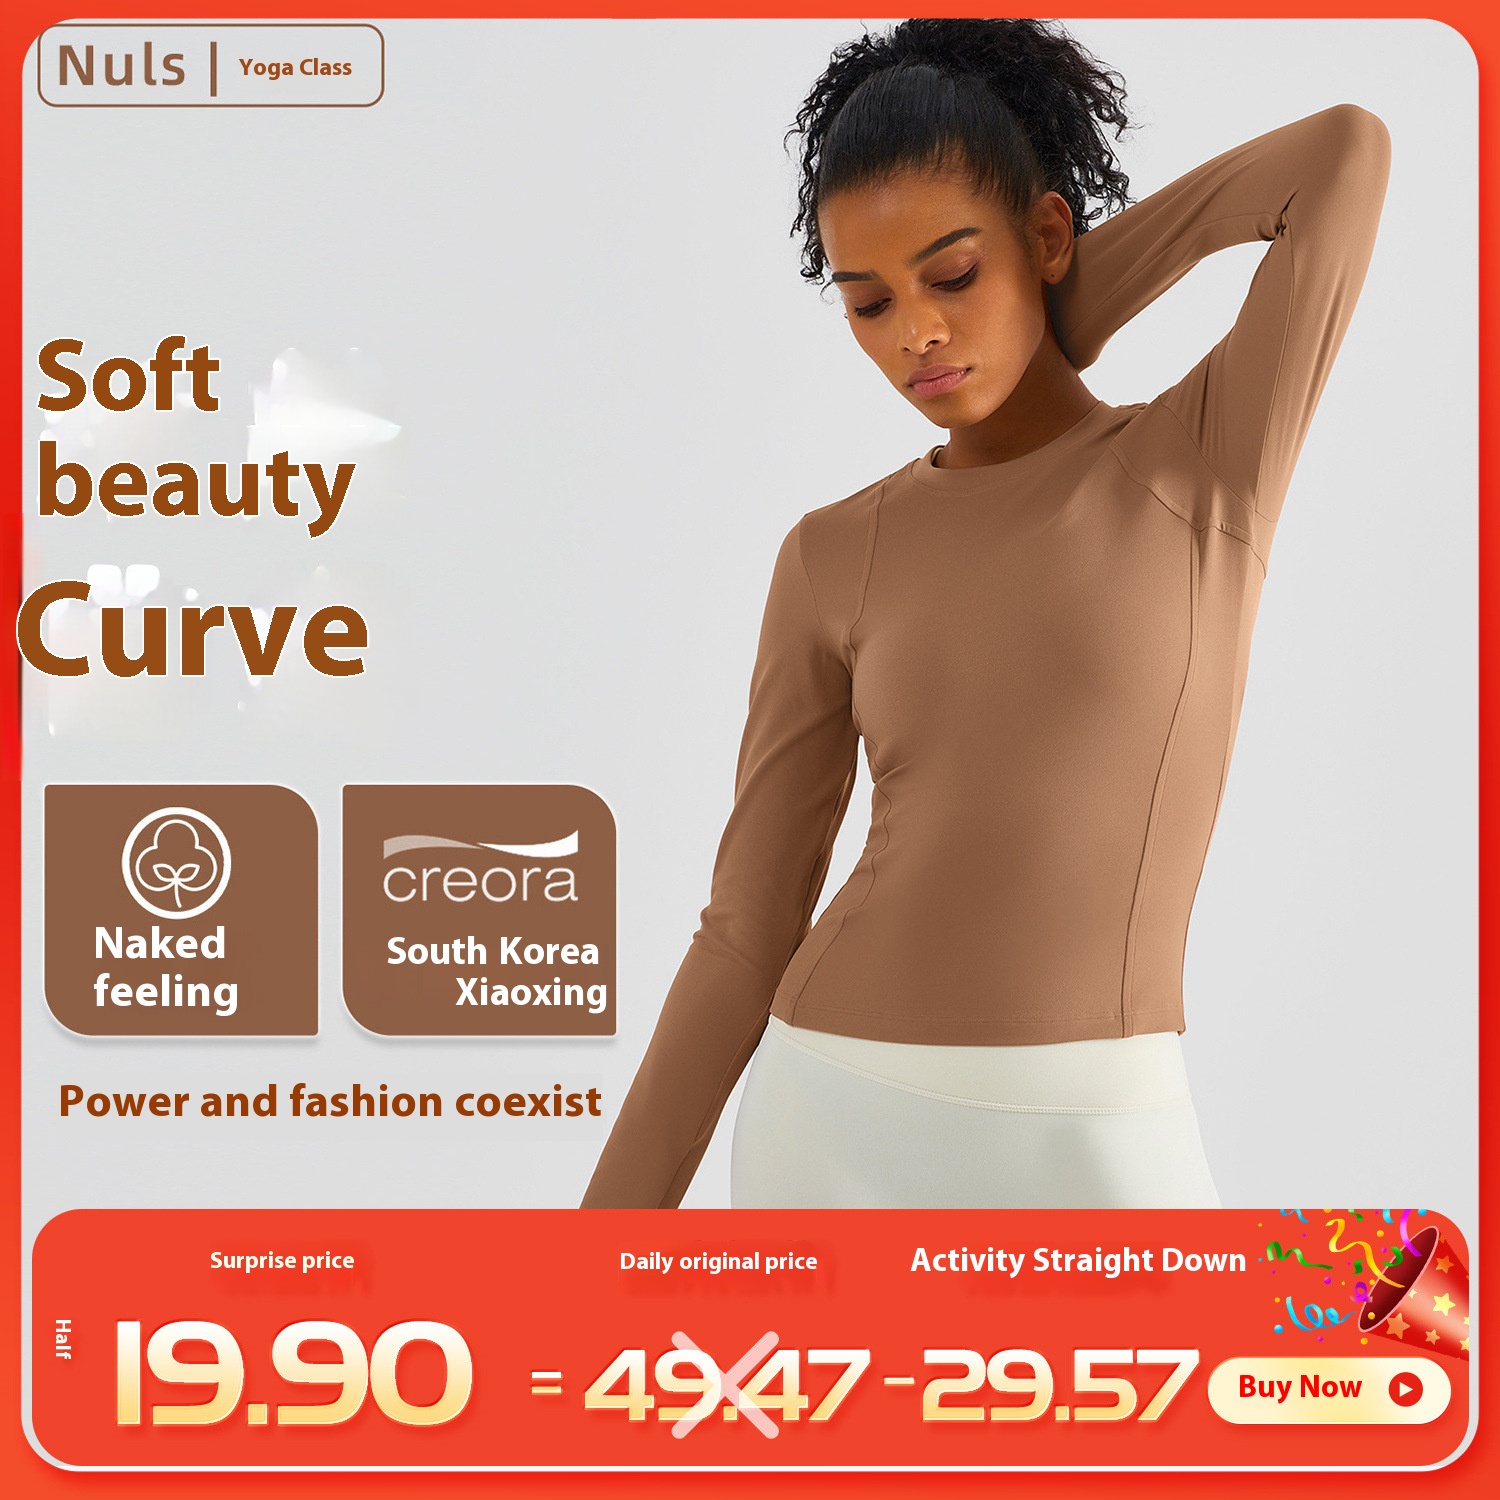 Nuls | Yoga Class
Soft
beauty
Curve
Naked
feeling
creora
South Korea
Xiaoxing
Power and fashion coexist
Surprise price
Daily original price
Activity Straight Down
Half
19.90
= 49.47 - 29.57
Buy Now